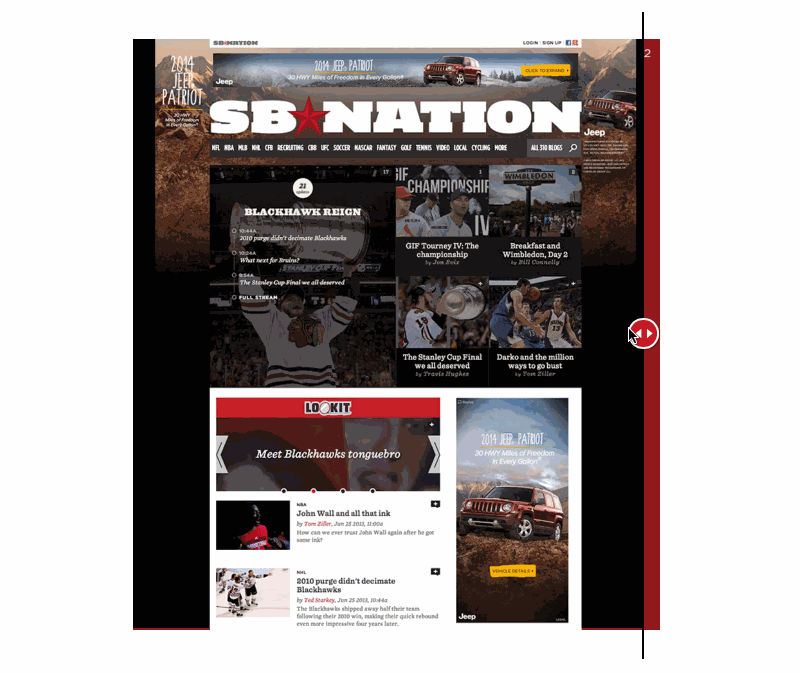 SB★NATION
LOGIN | SIGN UP
2
2014
JEEP
PATRIOT
30 HWY
Miles of
Freedom in
Every Gallon
2014 JEEP PATRIOT
30 HWY Miles of Freedom in Every Gallon
Jeep
CLICK TO EXPAND
SB★NATION
Jeep
NFL NBA MLB NHL CFB RECRUITING CBB UFC SOCCER NASCAR FANTASY GOLF TENNIS VIDEO LOCAL CYCLING MORE
ALL 310 BLOGS
17
21
updates
BLACKHAWK REIGN
10:44A
2010 purge didn't decimate Blackhawks
10:24A
What next for Bruins?
9:54A
The Stanley Cup Final we all deserved
FULL STREAM
GIF
CHAMPIONSHIP
IV
GIF Tourney IV: The
championship
by Jon Bois
WIMBLEDON
Breakfast and
Wimbledon, Day 2
by Bill Connelly
The Stanley Cup Final
we all deserved
by Travis Hughes
13
Darko and the million
ways to go bust
by Tom Ziller
LOOKIT
Meet Blackhawks tonguebro
NBA
John Wall and all that ink
by Tom Ziller, Jun 25 2013, 11:00a
How can we ever trust John Wall again after he got
some ink?
NHL
2010 purge didn't decimate
Blackhawks
by Ted Starkey, Jun 25 2013, 10:44a
The Blackhawks shipped away half their team
following their 2010 win, making their quick rebound
even more impressive four years later.
2014 JEEP PATRIOT
30 HWY Miles of Freedom
in Every Gallon
VEHICLE DETAILS
Jeep